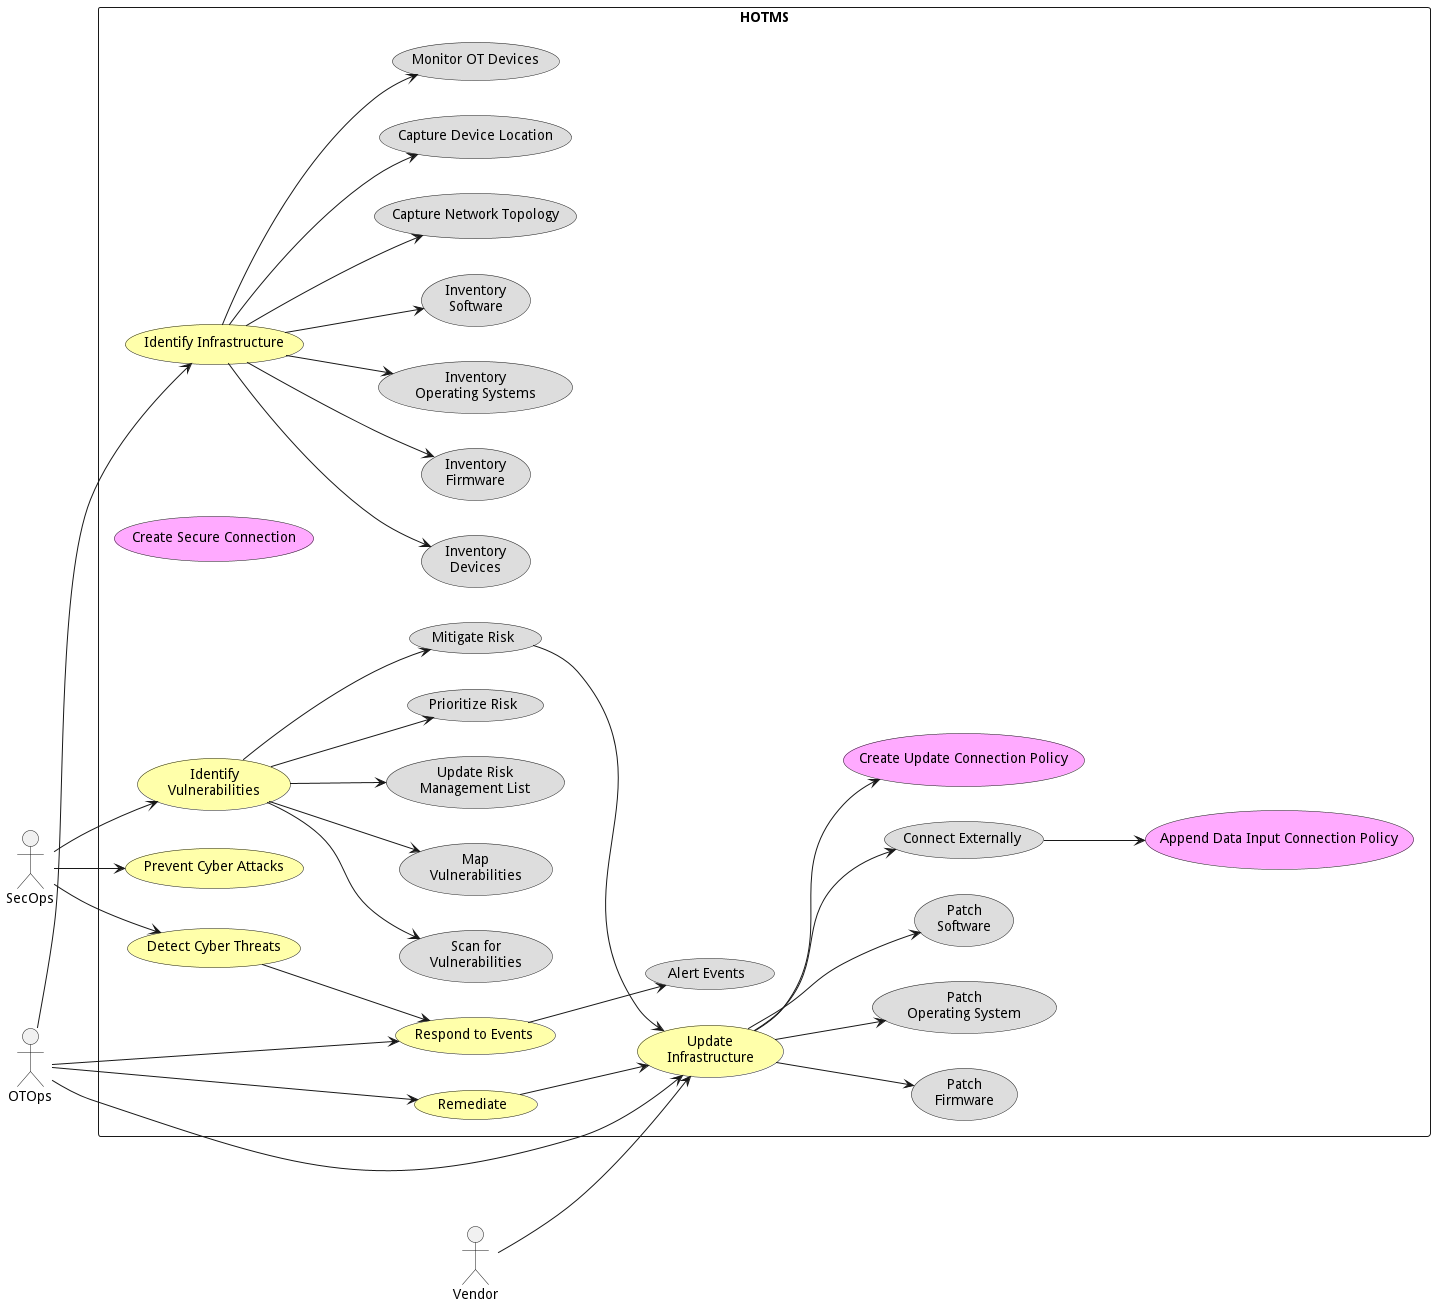 HOTMS
Monitor OT Devices
Capture Device Location
Capture Network Topology
Inventory
Software
Identify Infrastructure
Inventory
Operating Systems
Inventory
Firmware
Create Secure Connection
Inventory
Devices
Mitigate Risk
Prioritize Risk
Create Update Connection Policy
Identify
Vulnerabilities
Update Risk
Management List
Connect Externally
Append Data Input Connection Policy
SecOps
Prevent Cyber Attacks
Map
Vulnerabilities
Patch
Software
Detect Cyber Threats
Scan for
Vulnerabilities
Alert Events
Patch
Operating System
Respond to Events
Update
Infrastructure
OTOps
Remediate
Patch
Firmware
Vendor